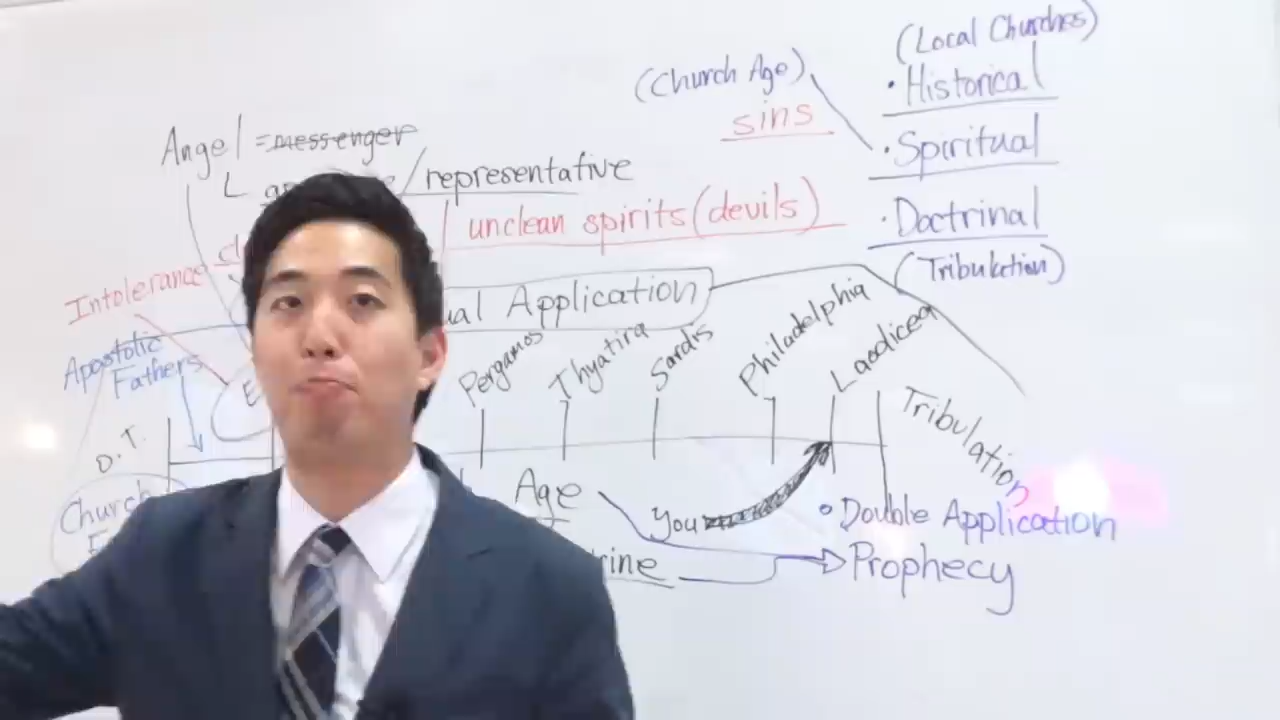 (Local Churches)
(Church Age)
• Historical
sins
Angel = messenger
• Spiritual
L /representative
unclean spirits (devils)
• Doctrinal
(Tribulation)
Intolerance
ual Application
Apostolic
Fathers
Pergamos
Thyatira
Sardis
Philadelphia
Laodicea
Tribulation
O.T.
Church
Age
You
• Double Application
rine
Prophecy